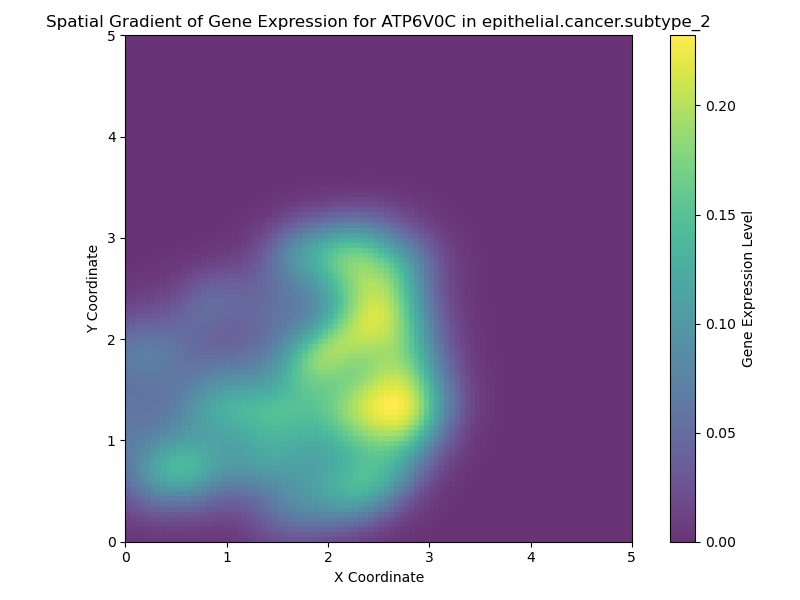 Spatial Gradient of Gene Expression for ATP6V0C in epithelial.cancer.subtype_2
5
4
3
2
1
0
0 1 2 3 4 5
X Coordinate
Y Coordinate
0.20
0.15
0.10
0.05
0.00
Gene Expression Level